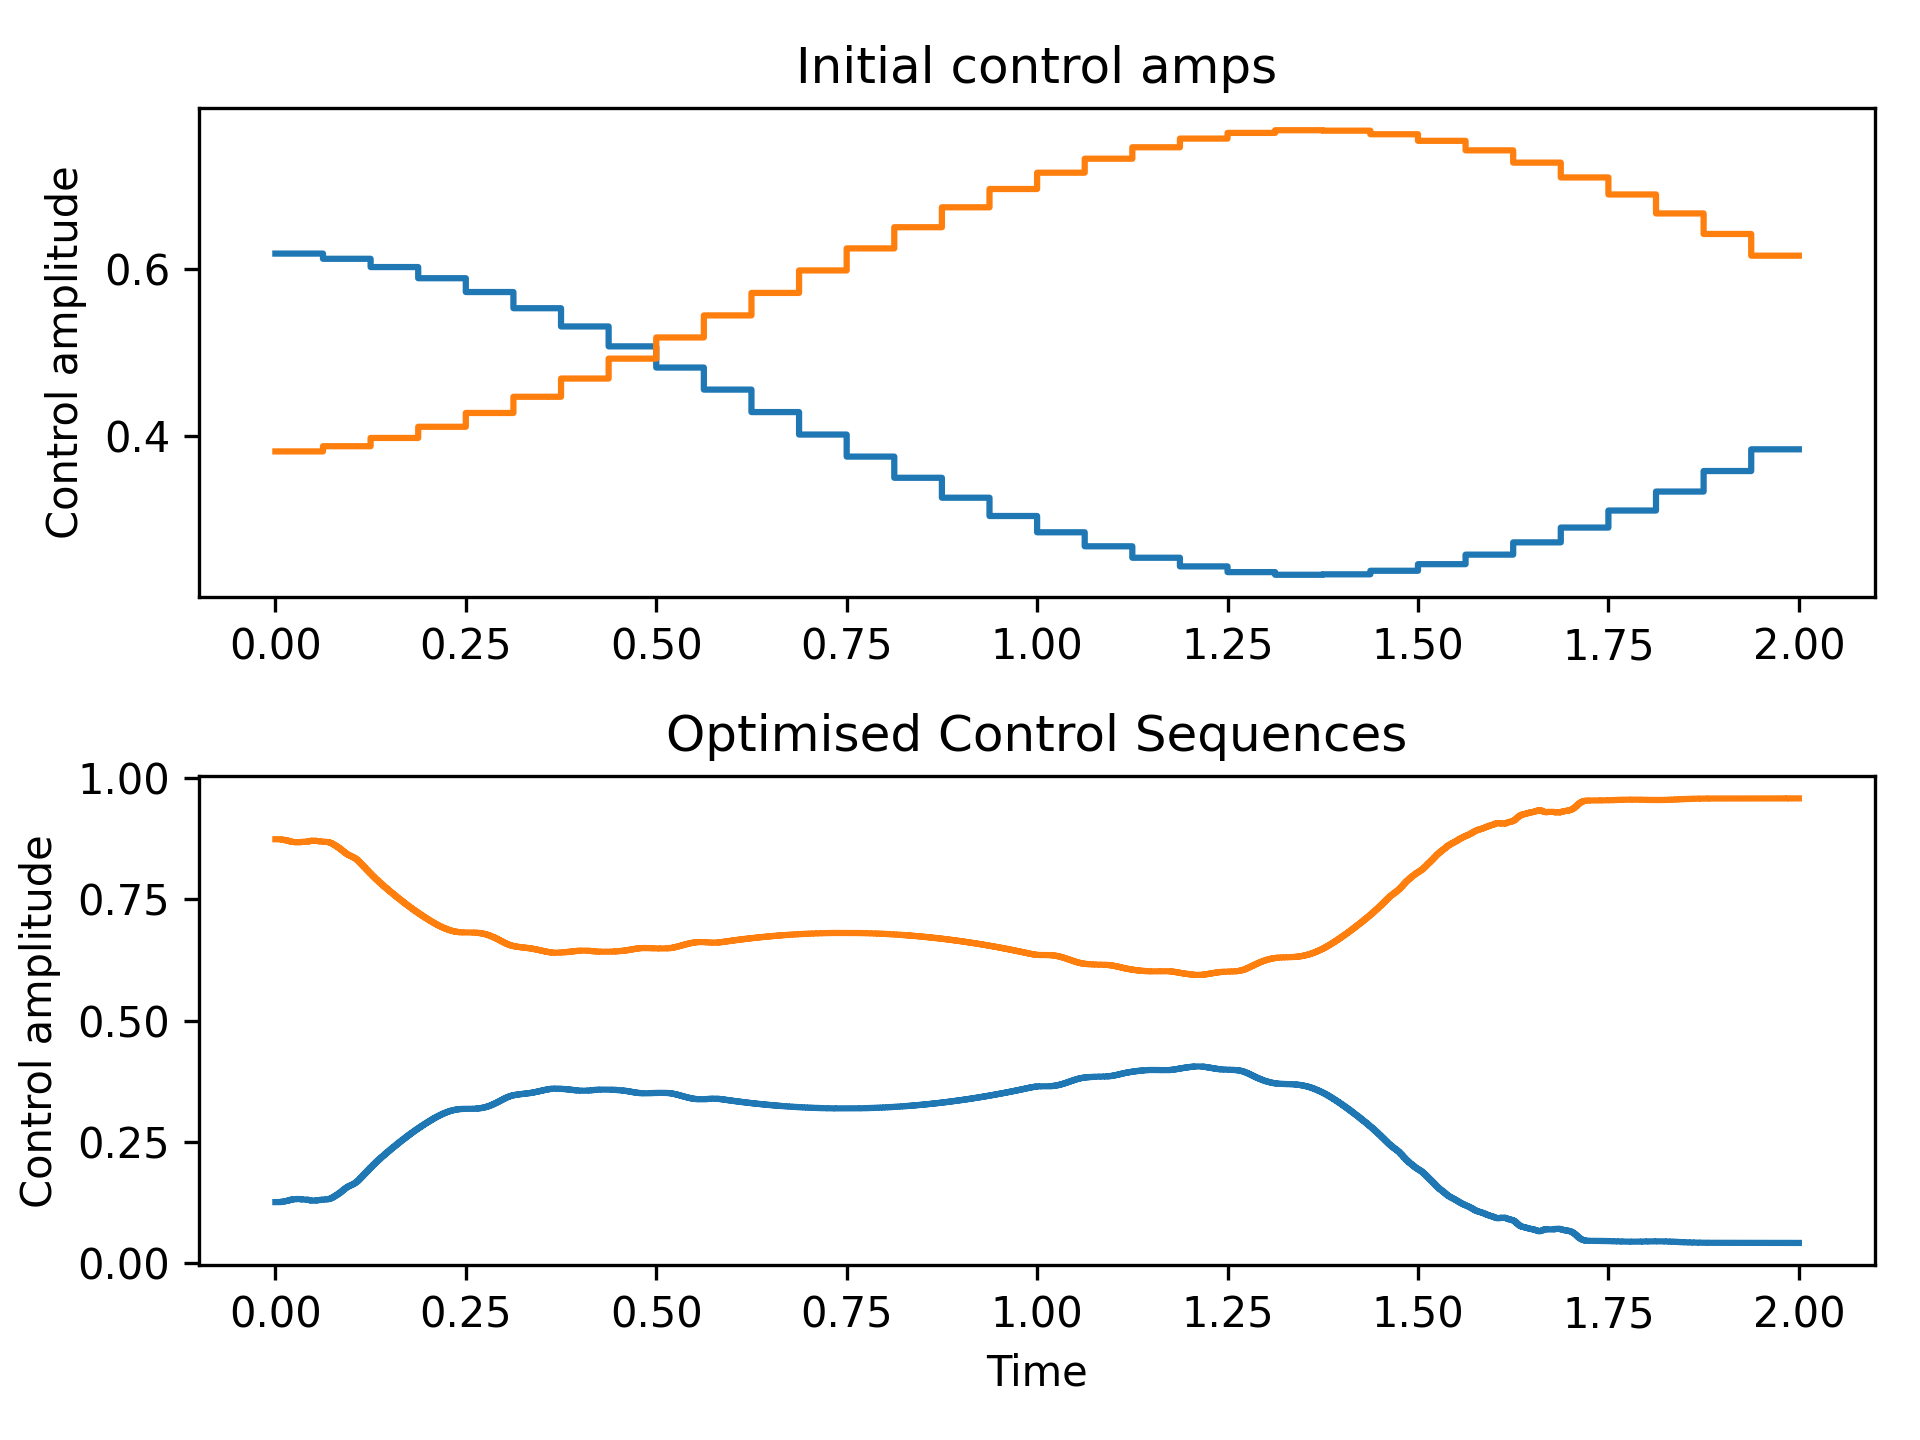 Initial control amps
Control amplitude
0.6
0.4
0.00 0.25 0.50 0.75 1.00 1.25 1.50 1.75 2.00
Optimised Control Sequences
Control amplitude
1.00
0.75
0.50
0.25
0.00
0.00 0.25 0.50 0.75 1.00 1.25 1.50 1.75 2.00
Time